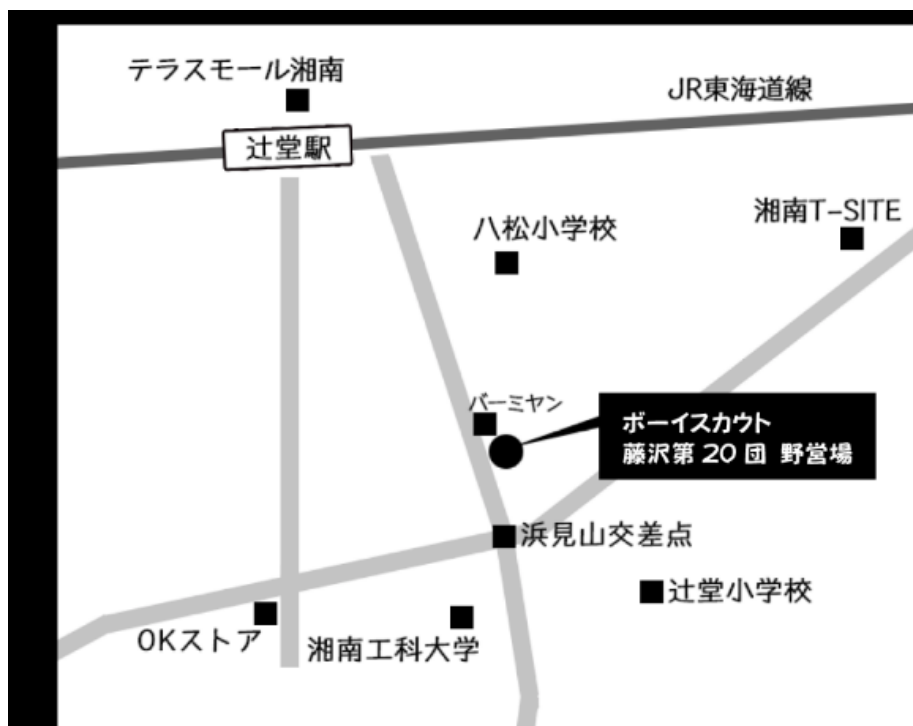 テラスモール湘南
JR東海道線
辻堂駅
湘南T-SITE
八松小学校
バーミヤン
ボーイスカウト
藤沢第20団 野営場
浜見山交差点
辻堂小学校
OKストア
湘南工科大学